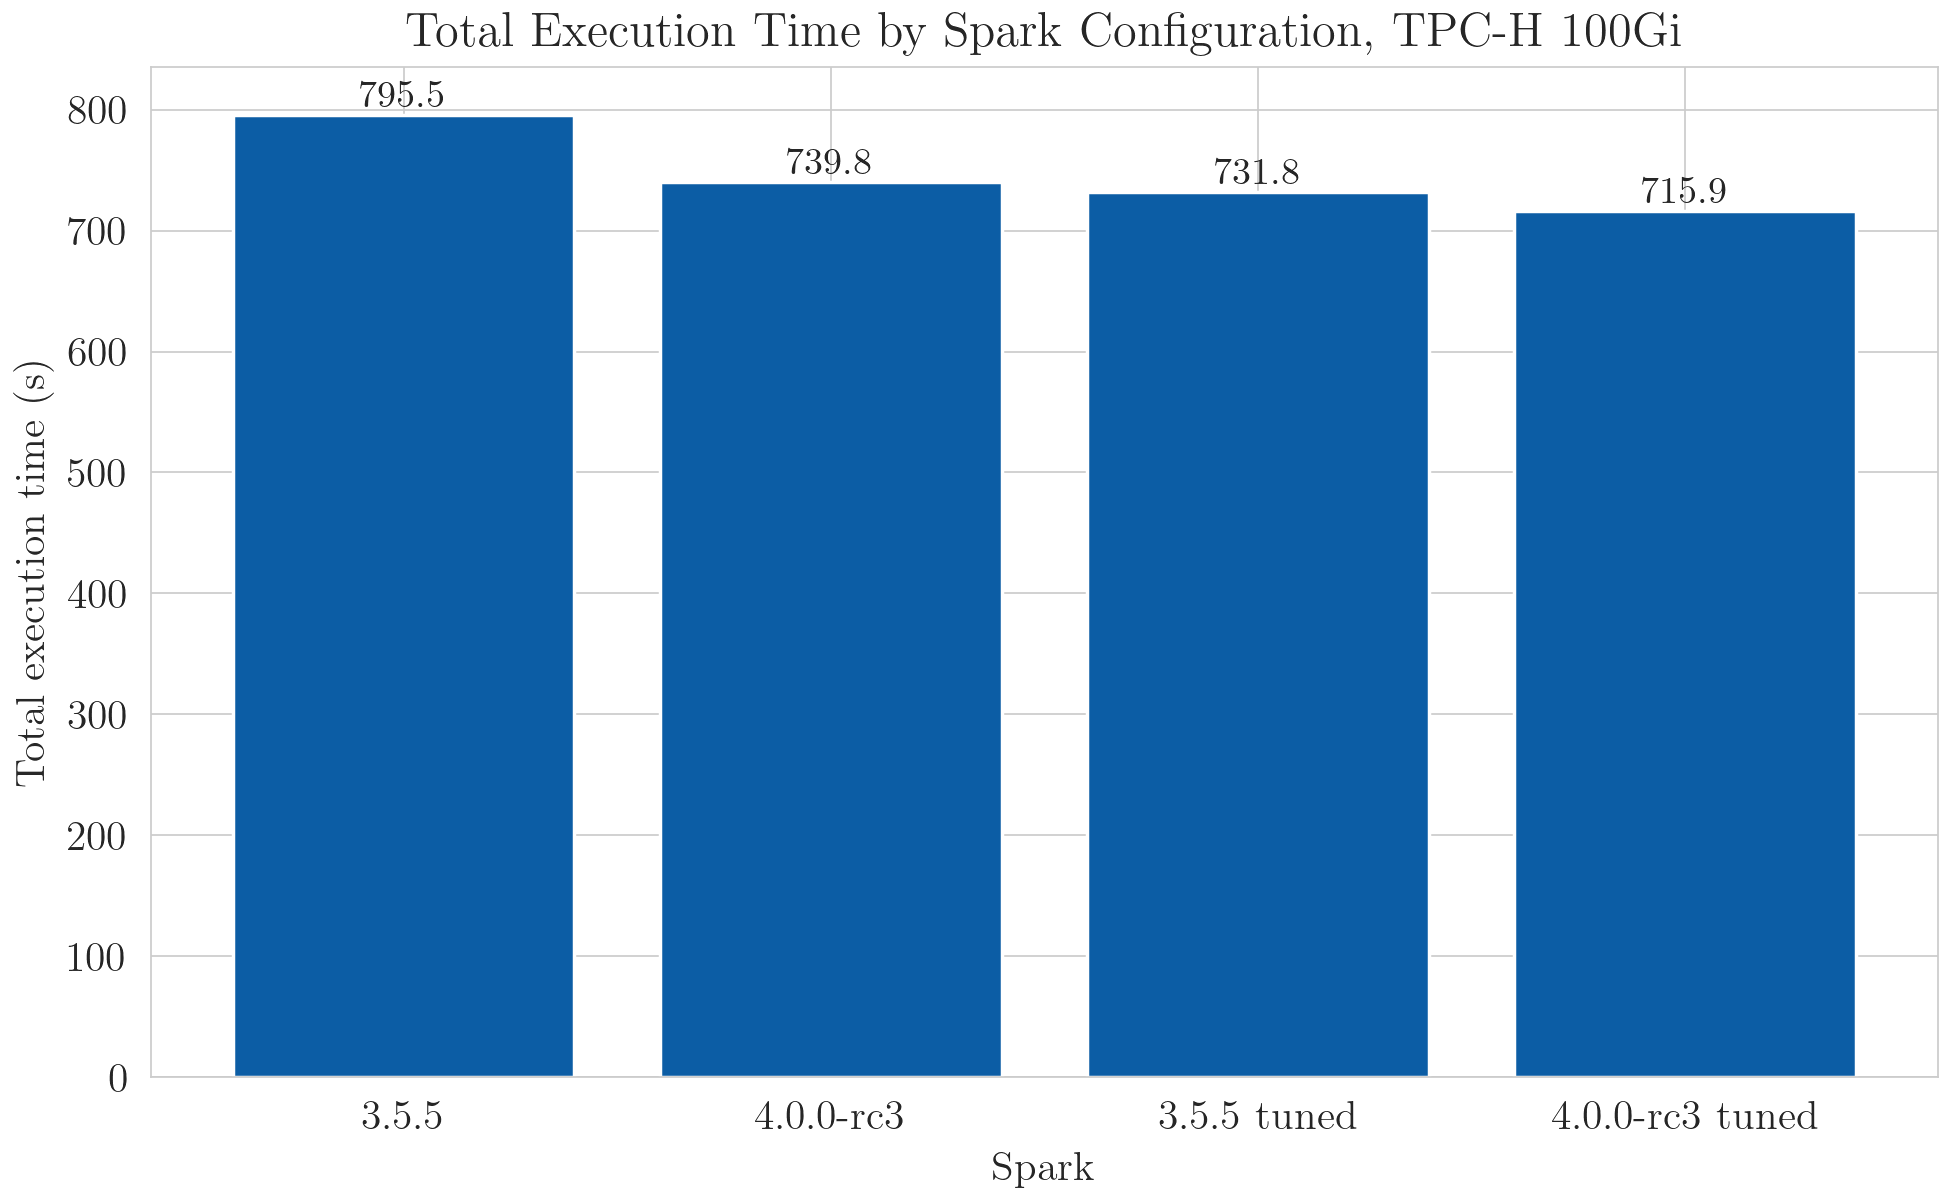 Total Execution Time by Spark Configuration, TPC-H 100Gi
Total execution time (s)
800
700
600
500
400
300
200
100
0
795.5
739.8
731.8
715.9
3.5.5
4.0.0-rc3
3.5.5 tuned
4.0.0-rc3 tuned
Spark